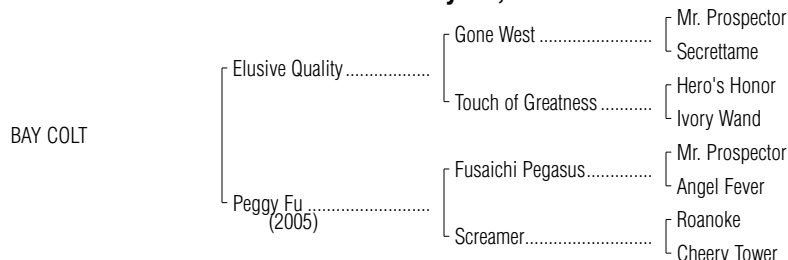 Mr. Prospector
Gone West ......................
Secrettame
Elusive Quality ..................
Hero's Honor
Touch of Greatness ...........
Ivory Wand
BAY COLT
Mr. Prospector
Fusaichi Pegasus..............
Angel Fever
Peggy Fu ..........................
(2005)
Roanoke
Screamer...........................
Cheery Tower